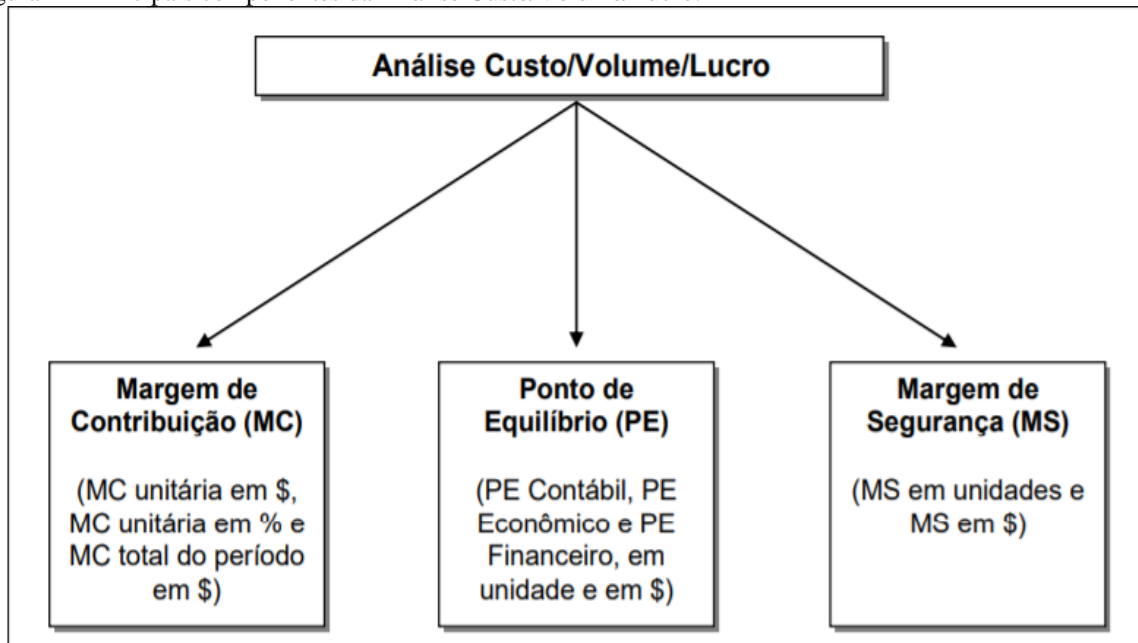 Análise Custo/Volume/Lucro
Margem de
Contribuição (MC)
(MC unitária em $,
MC unitária em % e
MC total do período
em $)
Ponto de
Equilíbrio (PE)
(PE Contábil, PE
Econômico e PE
Financeiro, em
unidade e em $)
Margem de
Segurança (MS)
(MS em unidades e
MS em $)